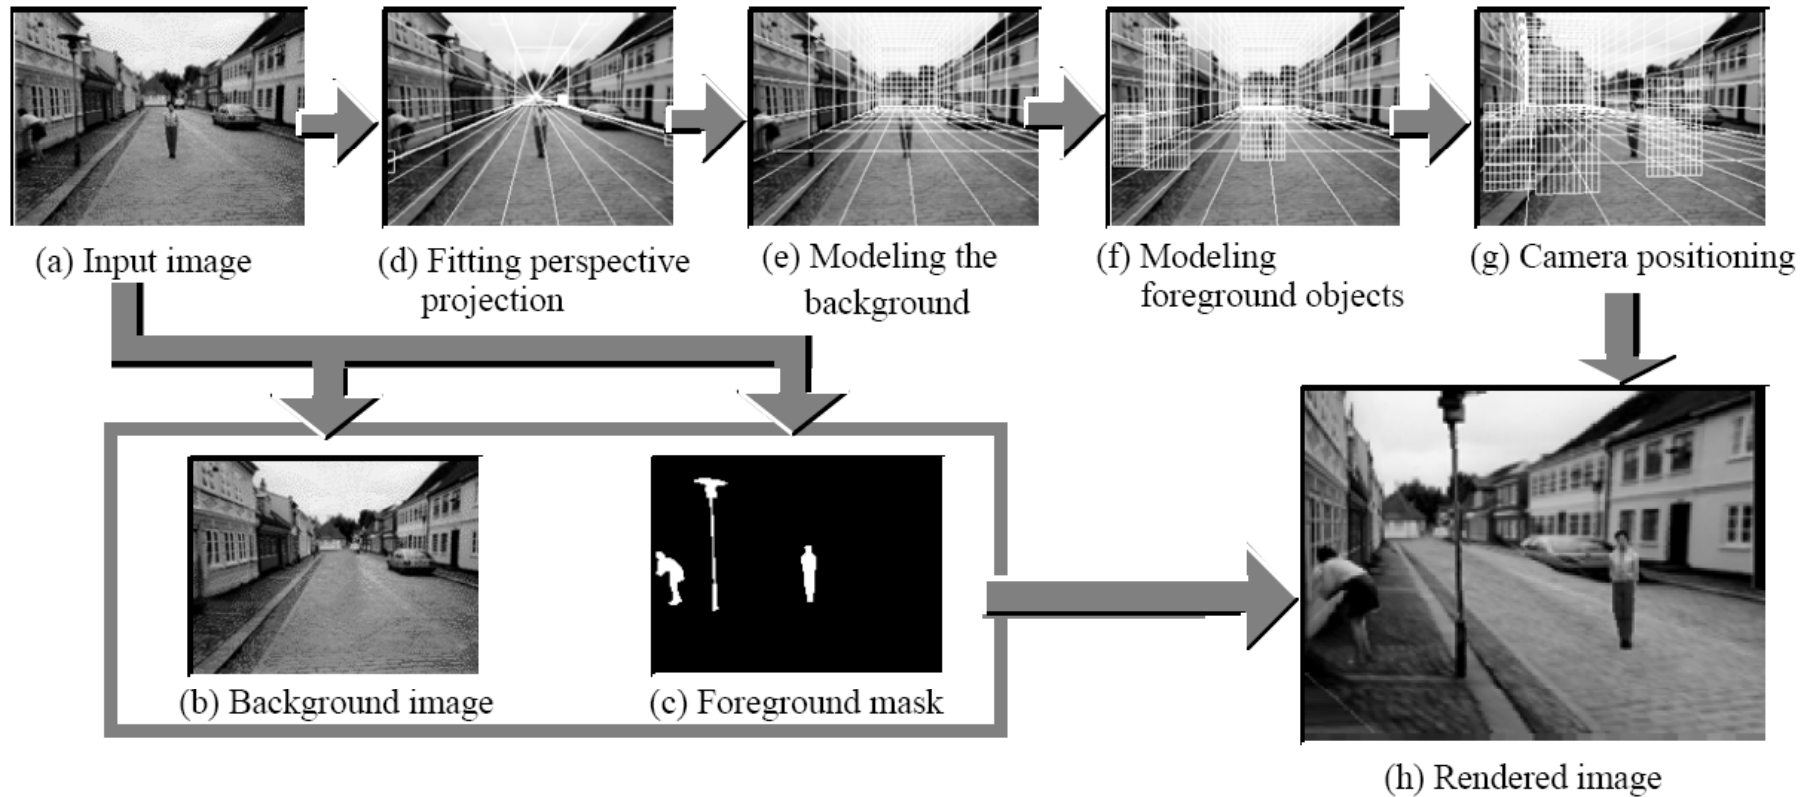 (a) Input image
(d) Fitting perspective
projection
(e) Modeling the
background
(f) Modeling
foreground objects
(g) Camera positioning
(b) Background image
(c) Foreground mask
(h) Rendered image